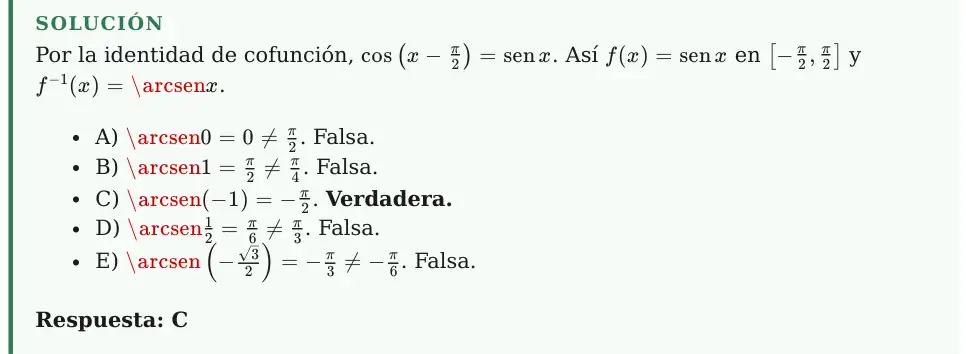 SOLUCIÓN
Por la identidad de cofunción, cos (x − π/2) = sen x. Así f(x) = sen x en [−π/2, π/2] y
f⁻¹(x) = \arcsenx.
• A) \arcsen0 = 0 ≠ π/2. Falsa.
• B) \arcsen1 = π/2 ≠ π/4. Falsa.
• C) \arcsen(−1) = −π/2. Verdadera.
• D) \arcsen1/2 = π/6 ≠ π/3. Falsa.
• E) \arcsen (−√3/2) = −π/3 ≠ −π/6. Falsa.
Respuesta: C